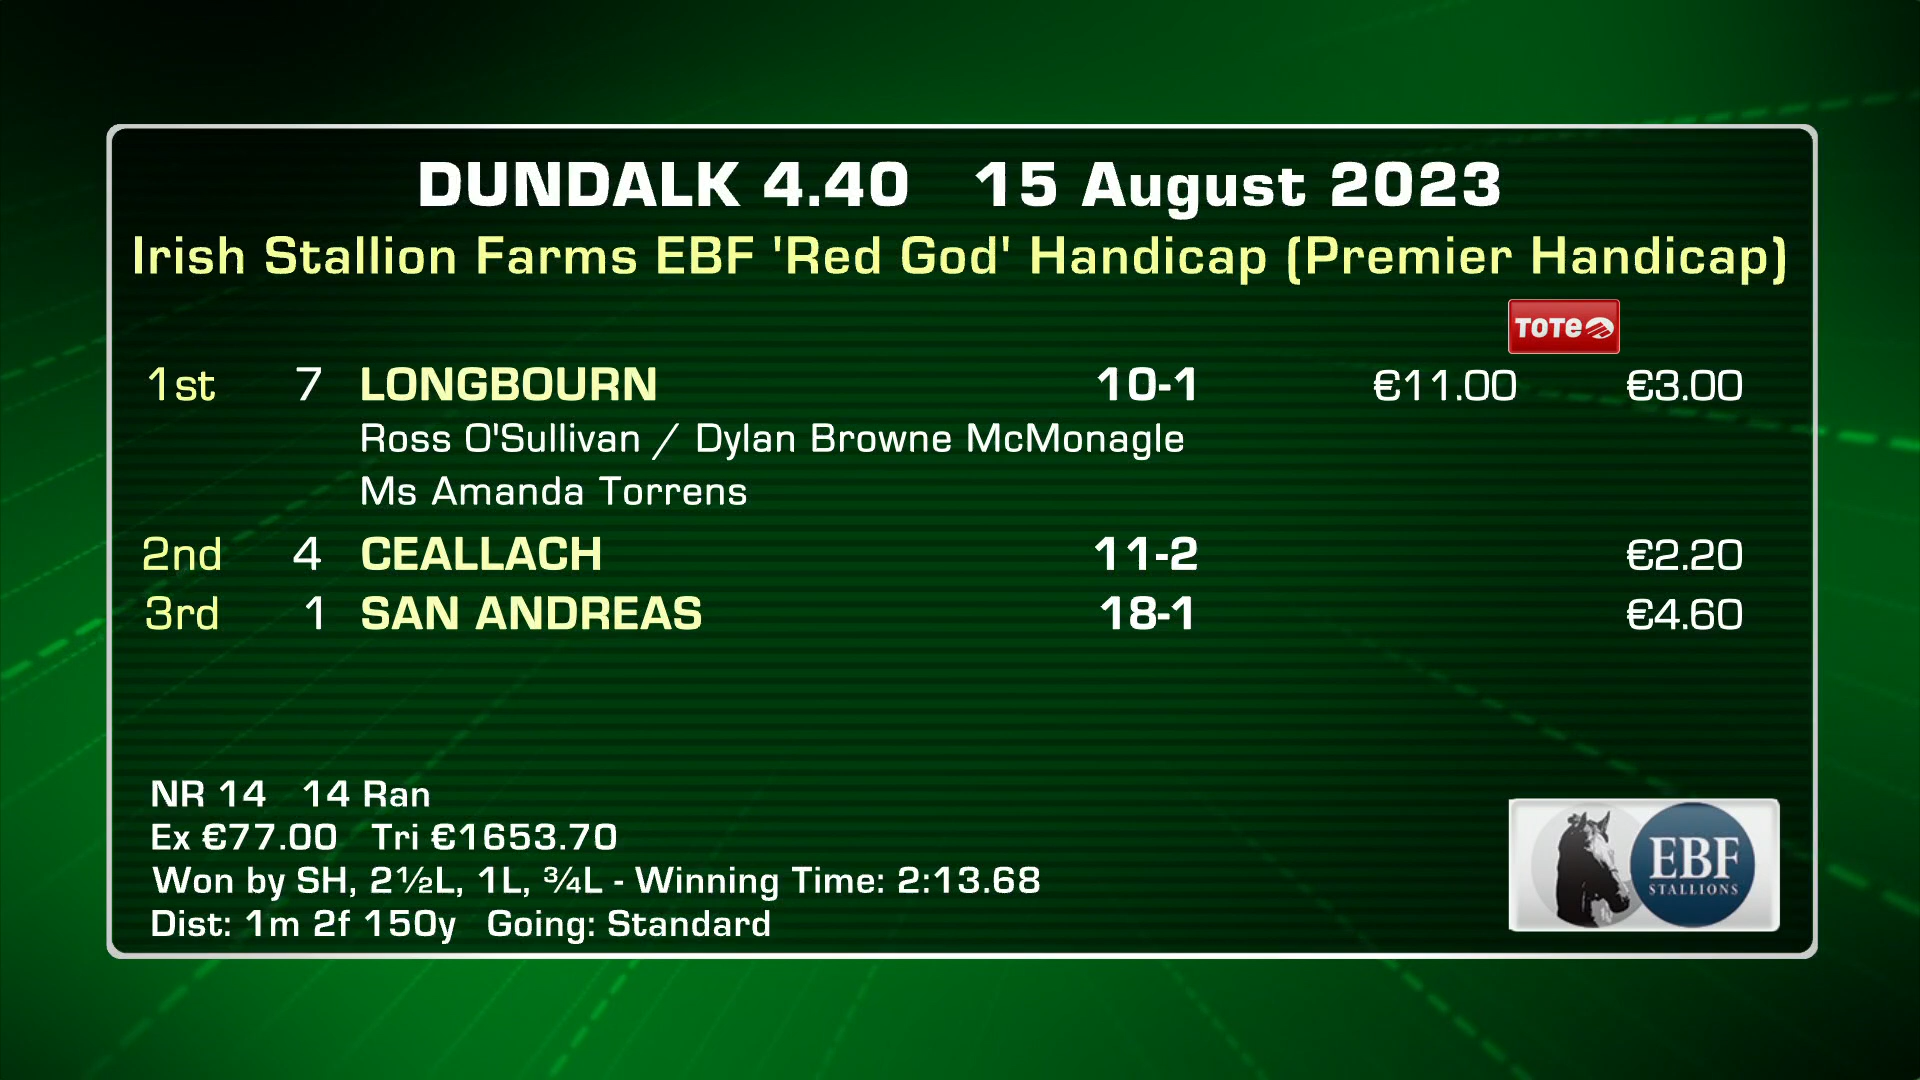 DUNDALK 4.40 15 August 2023
Irish Stallion Farms EBF 'Red God' Handicap (Premier Handicap)
TOTE
1st 7 LONGBOURN 10-1 €11.00 €3.00
Ross O'Sullivan / Dylan Browne McMonagle
Ms Amanda Torrens
2nd 4 CEALLACH 11-2 €2.20
3rd 1 SAN ANDREAS 18-1 €4.60
NR 14 14 Ran
Ex €77.00 Tri €1653.70
Won by SH, 2½L, 1L, ¾L - Winning Time: 2:13.68
Dist: 1m 2f 150y Going: Standard
EBF
STALLIONS